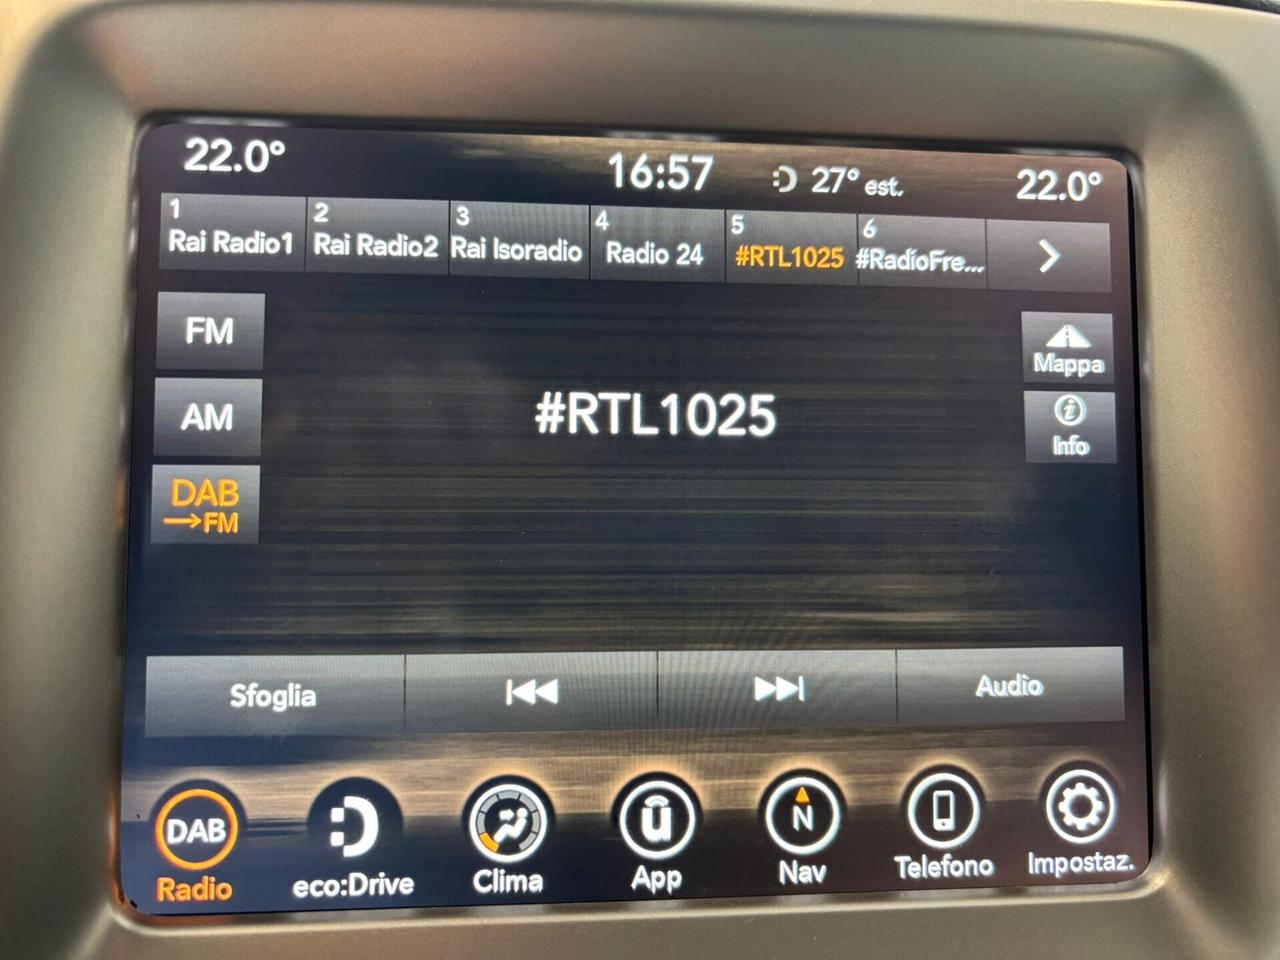 22.0°
16:57
27° est.
22.0°
1
Rai Radio1
2
Rai Radio2
3
Rai Isoradio
4
Radio 24
5
#RTL1025
6
#RadioFre...
FM
AM
DAB
→FM
#RTL1025
Mappa
i
Info
Sfoglia
Audio
DAB
Radio
eco:Drive
Clima
û
App
N
Nav
Telefono
Impostaz.